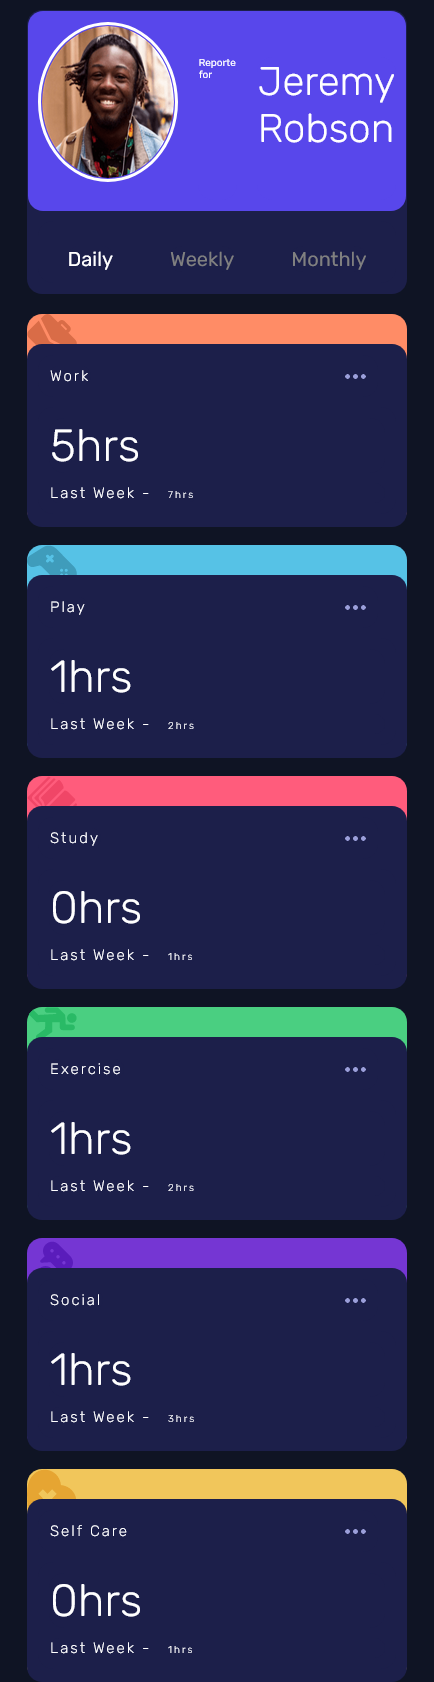 Reporte
for
Jeremy
Robson
Daily Weekly Monthly
Work
5hrs
Last Week - 7hrs
Play
1hrs
Last Week - 2hrs
Study
0hrs
Last Week - 1hrs
Exercise
1hrs
Last Week - 2hrs
Social
1hrs
Last Week - 3hrs
Self Care
0hrs
Last Week - 1hrs